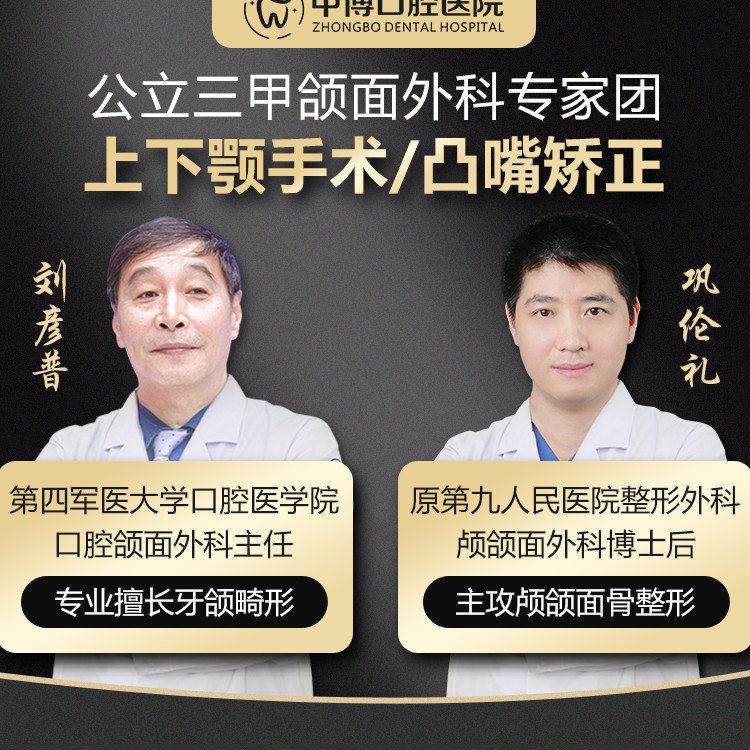 中博口腔医院
ZHONGBO DENTAL HOSPITAL
公立三甲颌面外科专家团
上下颚手术/凸嘴矫正
刘彦普
巩伦礼
第四军医大学口腔医学院
口腔颌面外科主任
专业擅长牙颌畸形
原第九人民医院整形外科
颅颌面外科博士后
主攻颅颌面骨整形